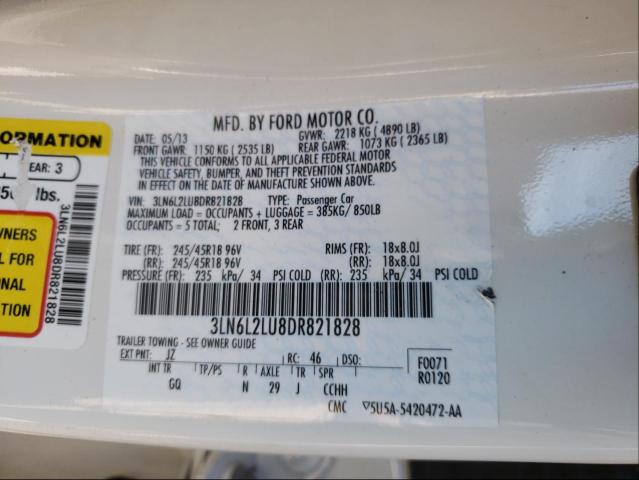 MFD. BY FORD MOTOR CO.
DATE: 05/13 GVWR: 2218 KG ( 4890 LB)
FRONT GAWR: 1150 KG ( 2535 LB) REAR GAWR: 1073 KG ( 2365 LB)
THIS VEHICLE CONFORMS TO ALL APPLICABLE FEDERAL MOTOR
VEHICLE SAFETY, BUMPER, AND THEFT PREVENTION STANDARDS
IN EFFECT ON THE DATE OF MANUFACTURE SHOWN ABOVE.
VIN: 3LN6L2LU8DR821828 TYPE: Passenger Car
MAXIMUM LOAD = OCCUPANTS + LUGGAGE = 385KG/ 850LB
OCCUPANTS = 5 TOTAL; 2 FRONT, 3 REAR
TIRE (FR): 245/45R18 96V RIMS (FR): 18x8.0J
(RR): 245/45R18 96V (RR): 18x8.0J
PRESSURE (FR): 235 kPa/ 34 PSI COLD (RR): 235 kPa/ 34 PSI COLD
3LN6L2LU8DR821828
TRAILER TOWING - SEE OWNER GUIDE
EXT PNT: JZ RC: 46 DSO: F0071
INT TR TP/PS R AXLE TR SPR R0120
GQ N 29 J CCHH
CMC ▽5U5A-5420472-AA
ORMATION
EAR: 3
lbs.
WNERS
L FOR
ONAL
TION
3LN6L2LU8DR821828